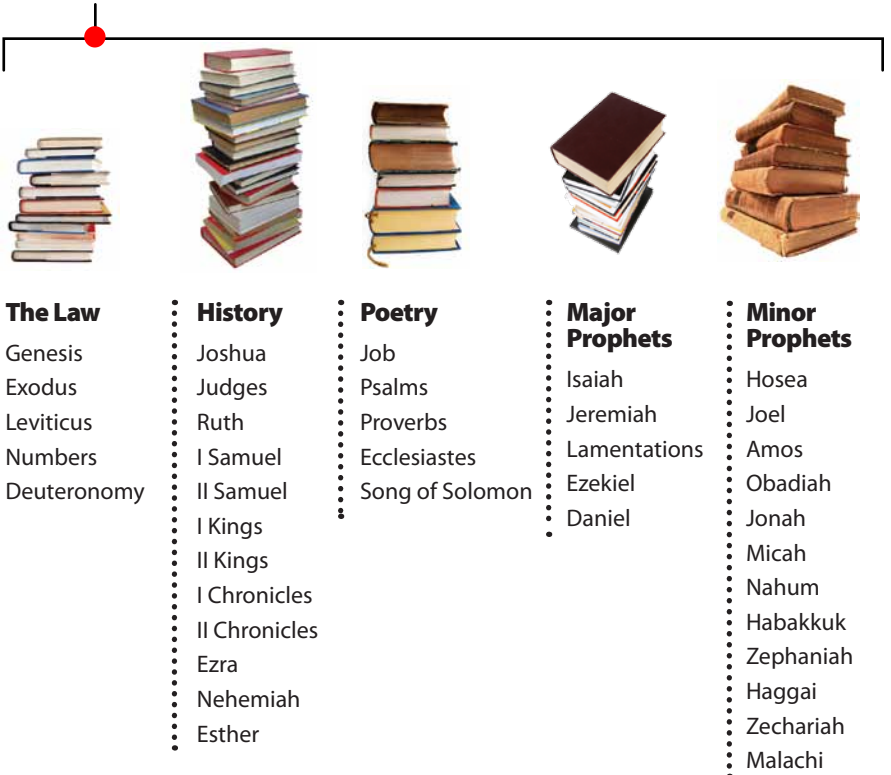 The Law
Genesis
Exodus
Leviticus
Numbers
Deuteronomy
History
Joshua
Judges
Ruth
I Samuel
II Samuel
I Kings
II Kings
I Chronicles
II Chronicles
Ezra
Nehemiah
Esther
Poetry
Job
Psalms
Proverbs
Ecclesiastes
Song of Solomon
Major
Prophets
Isaiah
Jeremiah
Lamentations
Ezekiel
Daniel
Minor
Prophets
Hosea
Joel
Amos
Obadiah
Jonah
Micah
Nahum
Habakkuk
Zephaniah
Haggai
Zechariah
Malachi